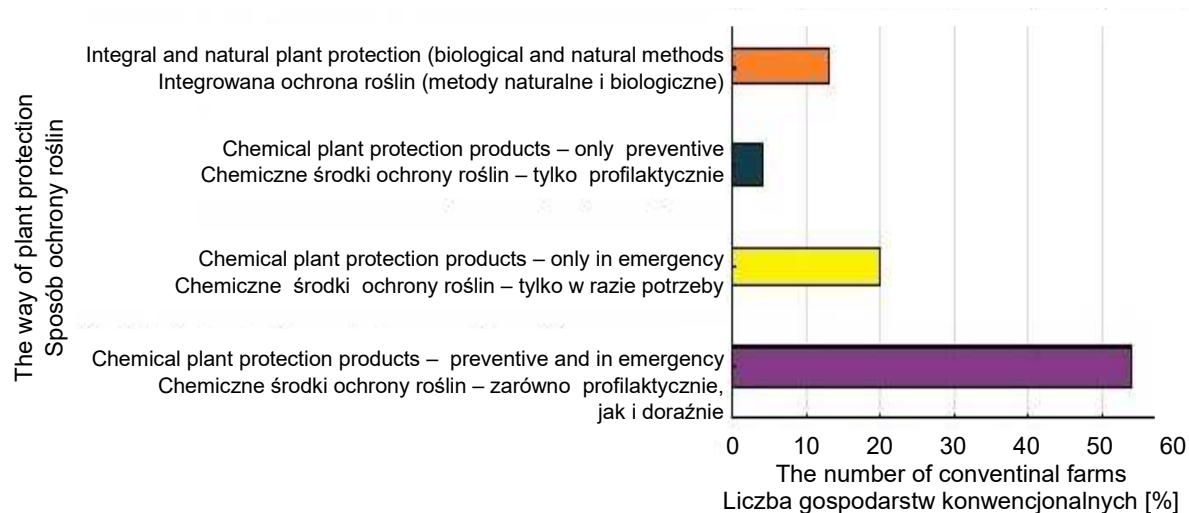 The way of plant protection
Sposób ochrony roślin
Integral and natural plant protection (biological and natural methods
Integrowana ochrona roślin (metody naturalne i biologiczne)
Chemical plant protection products – only preventive
Chemiczne środki ochrony roślin – tylko profilaktycznie
Chemical plant protection products – only in emergency
Chemiczne środki ochrony roślin – tylko w razie potrzeby
Chemical plant protection products – preventive and in emergency
Chemiczne środki ochrony roślin – zarówno profilaktycznie,
jak i doraźnie
0 10 20 30 40 50 60
The number of conventinal farms
Liczba gospodarstw konwencjonalnych [%]